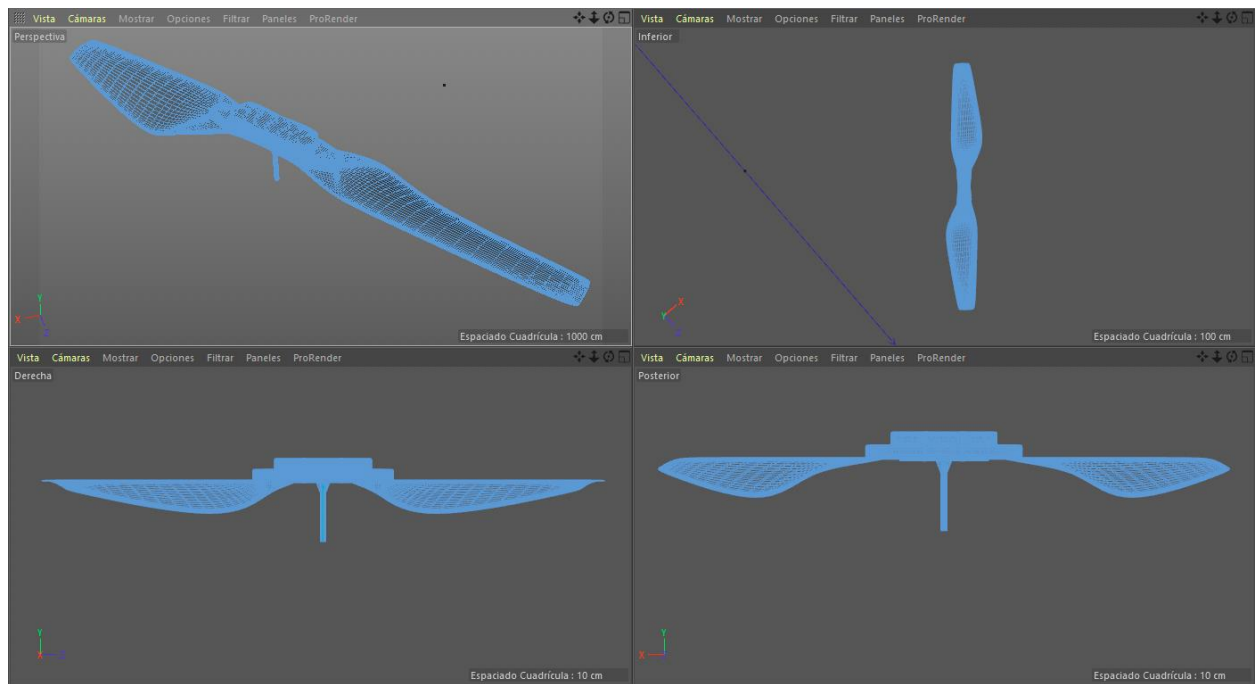 Vista Cámaras Mostrar Opciones Filtrar Paneles ProRender
Perspectiva
Y
X
Z
Espaciado Cuadrícula : 1000 cm
Vista Cámaras Mostrar Opciones Filtrar Paneles ProRender
Inferior
X
Y
Z
Espaciado Cuadrícula : 100 cm
Vista Cámaras Mostrar Opciones Filtrar Paneles ProRender
Derecha
Y
X Z
Espaciado Cuadrícula : 10 cm
Vista Cámaras Mostrar Opciones Filtrar Paneles ProRender
Posterior
Y
X
Espaciado Cuadrícula : 10 cm